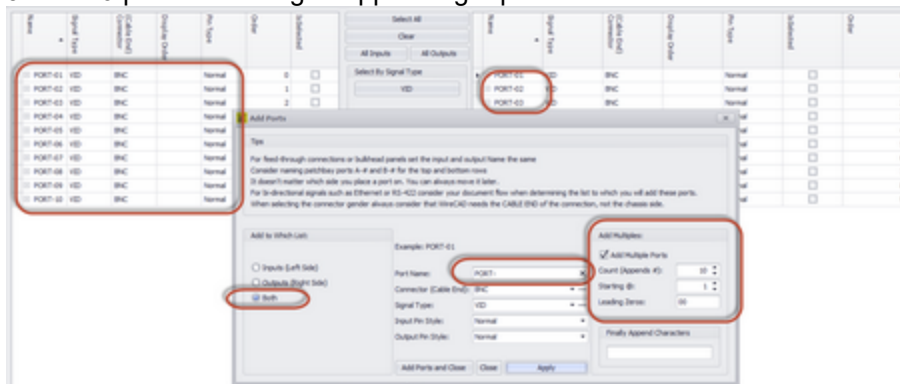 Name
Signal Type
(Cable End) Connector
Display Order
Pin Type
Order
IsSelected
Select All
Clear
All Inputs All Outputs
Select By Signal Type
VID
Name
Signal Type
(Cable End) Connector
Display Order
Pin Type
IsSelected
Order
PORT-01 VID BNC Normal 0
PORT-02 VID BNC Normal 1
PORT-03 VID BNC Normal 2
PORT-04 VID BNC Normal
PORT-05 VID BNC Normal
PORT-06 VID BNC Normal
PORT-07 VID BNC Normal
PORT-08 VID BNC Normal
PORT-09 VID BNC Normal
PORT-10 VID BNC Normal
PORT-01 VID BNC Normal
PORT-02 VID BNC Normal
PORT-03 VID BNC Normal
Add Ports
Tips
For feed-through connections or bulkhead panels set the input and output Name the same
Consider naming patchbay ports A-# and B-# for the top and bottom rows
It doesn't matter which side you place a port on. You can always move it later.
For bi-directional signals such as Ethernet or RS-422 consider your document flow when determining the list to which you will add these ports.
When selecting the connector gender always consider that WireCAD needs the CABLE END of the connection, not the chassis side.
Add to Which List:
Inputs (Left Side)
Outputs (Right Side)
Both
Example: PORT-01
Port Name: PORT-
Connector (Cable End): BNC
Signal Type: VID
Input Pin Style: Normal
Output Pin Style: Normal
Add Multiples:
Add Multiple Ports
Count (Appends #): 10
Starting @: 1
Leading Zeros: 00
Finally Append Characters
Add Ports and Close Close Apply